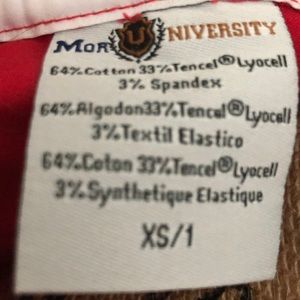 Mor U NIVERSITY
64% Cotton 33% Tencel® Lyocell
3% Spandex
64% Algodon 33% Tencel® Lyocell
3% Textil Elastico
64% Coton 33% Tencel® Lyocell
3% Synthetique Elastique
XS/1